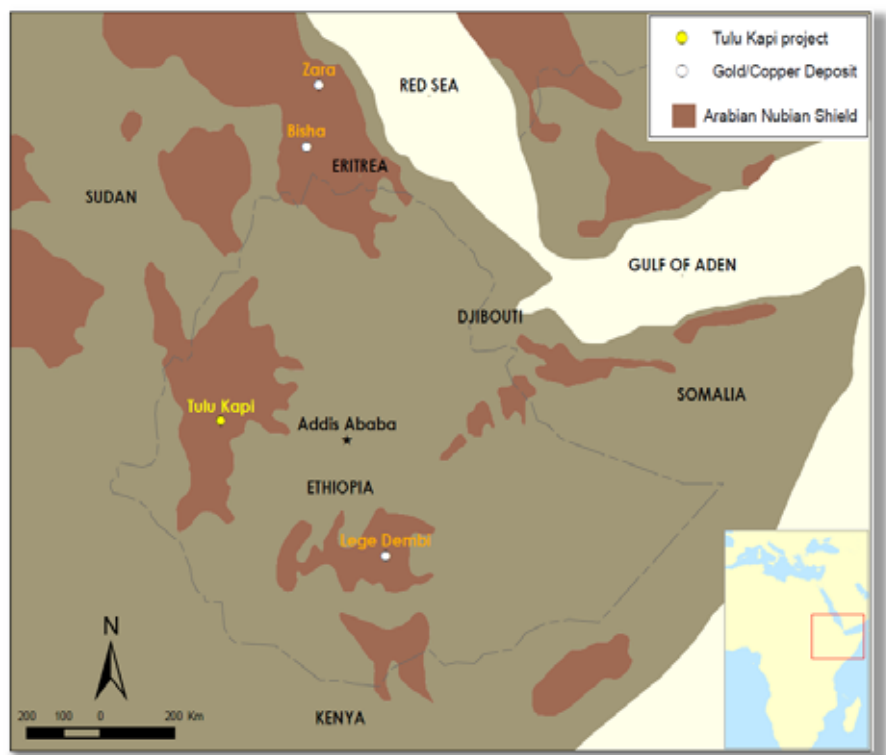 Tulu Kapi project
Gold/Copper Deposit
Arabian Nubian Shield
Zara
RED SEA
Bisha
ERITREA
SUDAN
GULF OF ADEN
DJIBOUTI
SOMALIA
Tulu Kapi
Addis Ababa
ETHIOPIA
Lege Dembi
N
200 100 0 200 Km
KENYA